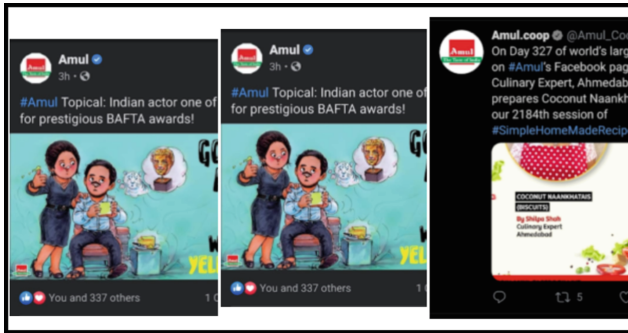 Amul
3h
#Amul Topical: Indian actor one of
for prestigious BAFTA awards!
You and 337 others
Amul
3h
#Amul Topical: Indian actor one of
for prestigious BAFTA awards!
YEL
You and 337 others
Amul.coop @Amul_Coo
On Day 327 of world's larg
on #Amul's Facebook pag
Culinary Expert, Ahmedab
prepares Coconut Naankh
our 2184th session of
#SimpleHomeMadeRecip
COCONUT NAANKHATAIS
(BISCUITS)
By Shilpa Shah
Culinary Expert
Ahmedabad
5